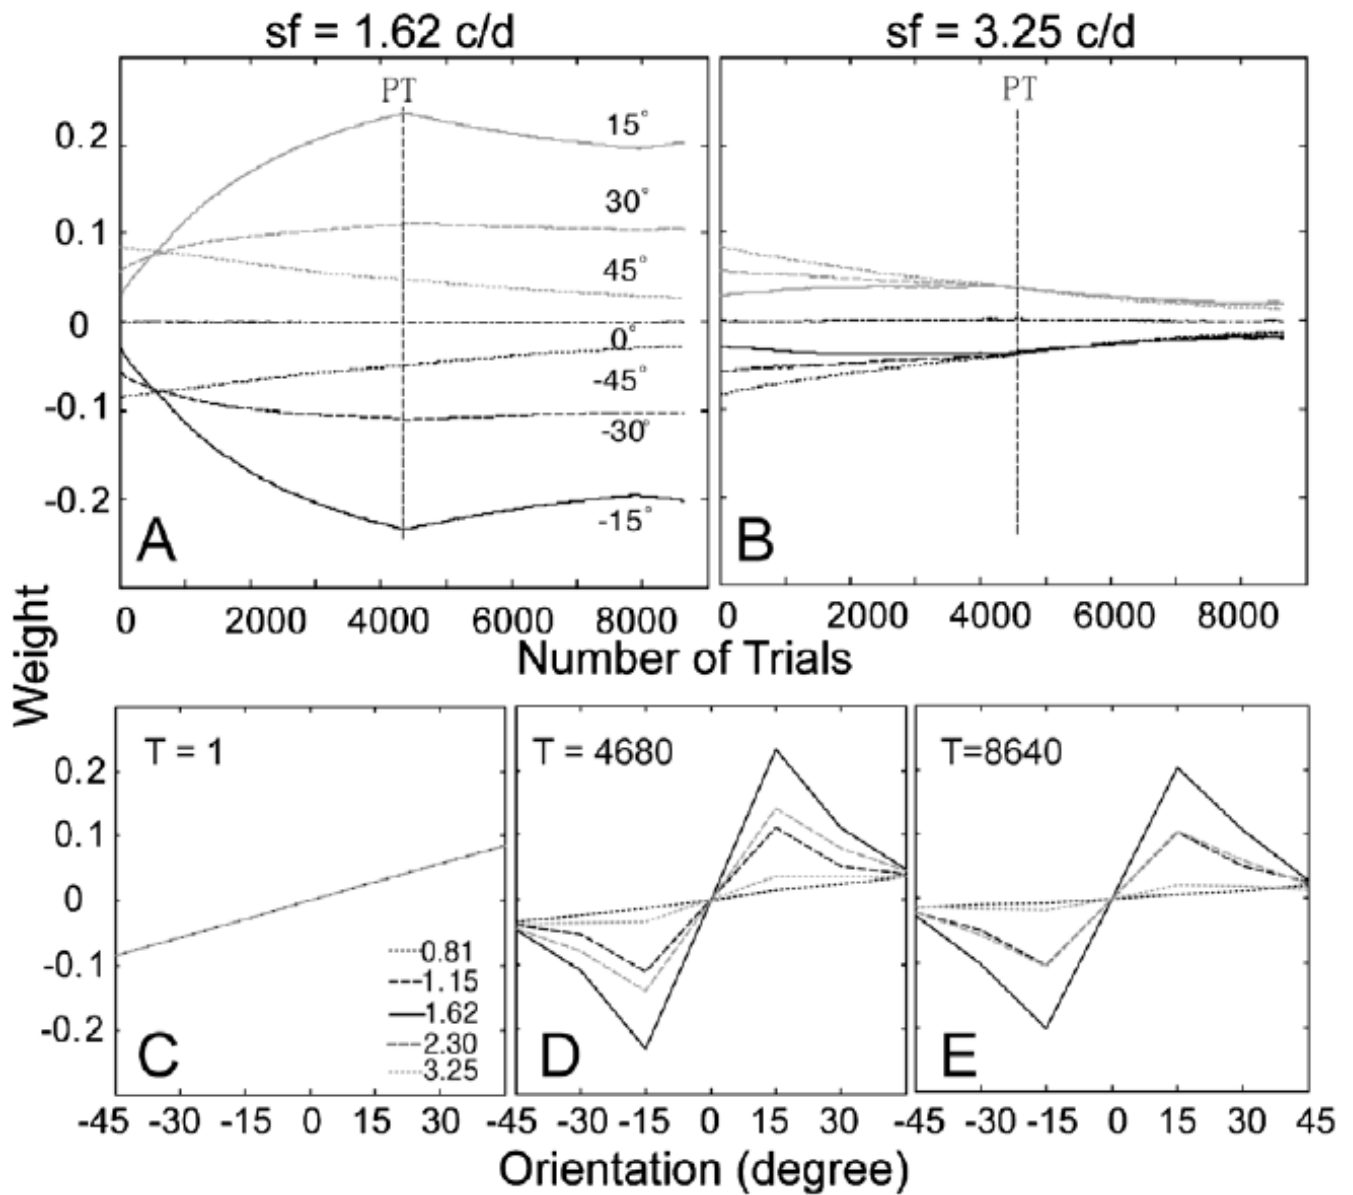 sf = 1.62 c/d
sf = 3.25 c/d
PT
PT
0.2
0.1
0
-0.1
-0.2
15°
30°
45°
0°
-45°
-30°
-15°
A
B
0 2000 4000 6000 8000
0 2000 4000 6000 8000
Number of Trials
Weight
T = 1
T = 4680
T=8640
0.2
0.1
0
-0.1
-0.2
0.81
1.15
1.62
2.30
3.25
C
D
E
-45 -30 -15 0 15 30
-45 -30 -15 0 15 30
-45 -30 -15 0 15 30 45
Orientation (degree)